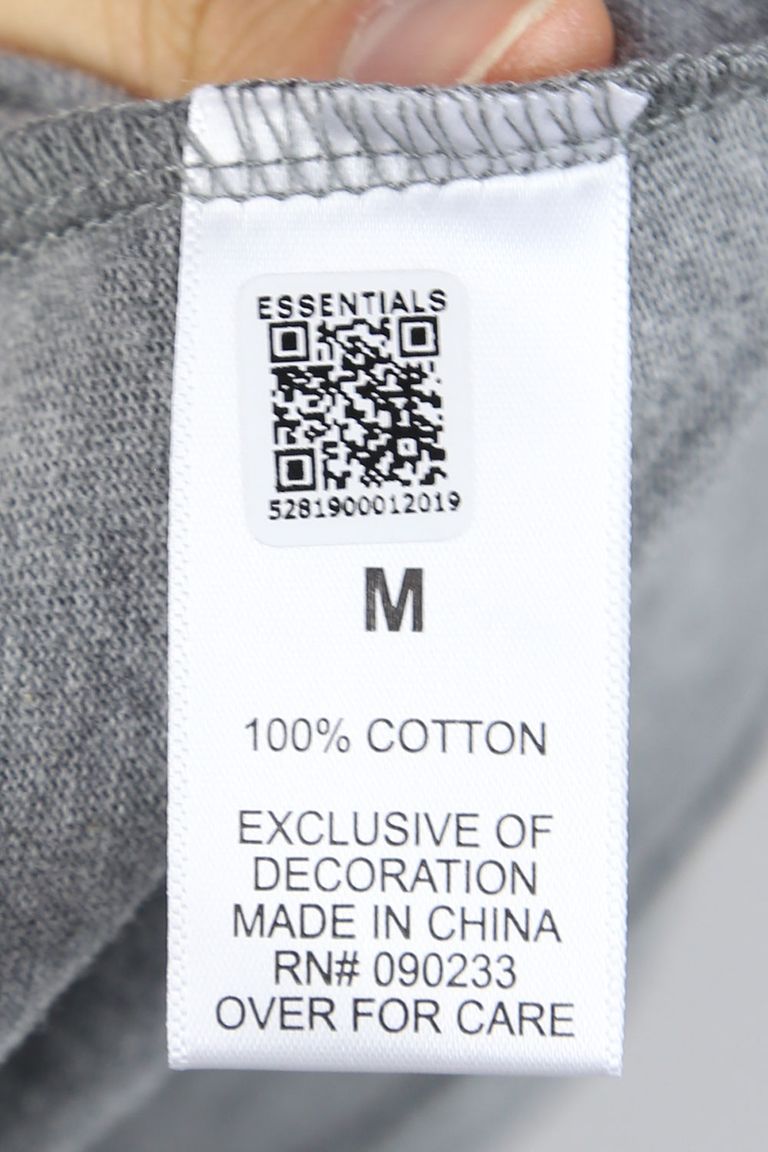 ESSENTIALS
5281900012019
M
100% COTTON
EXCLUSIVE OF
DECORATION
MADE IN CHINA
RN# 090233
OVER FOR CARE